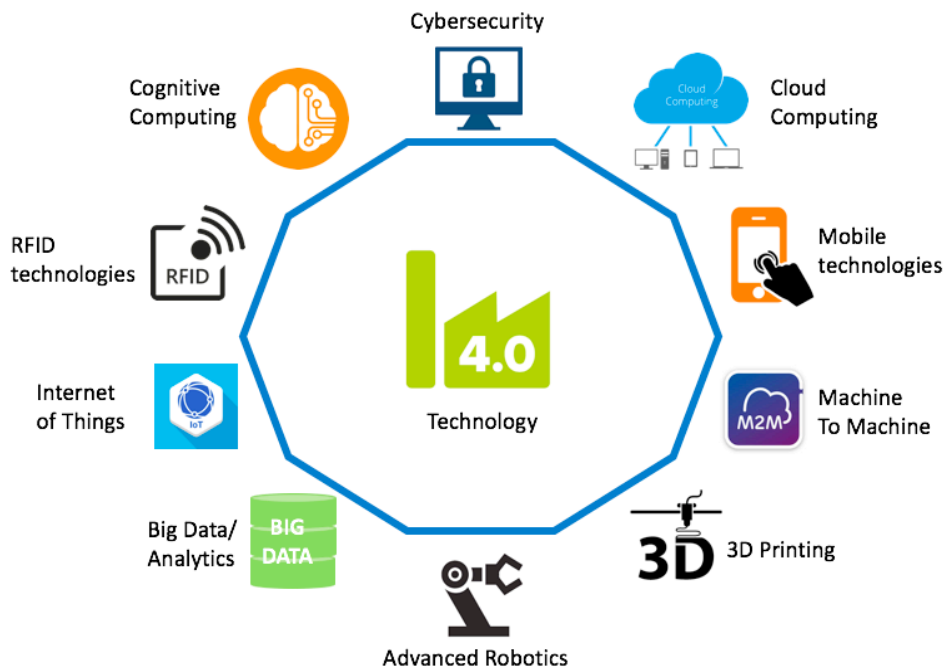 Cybersecurity
Cognitive
Computing
Cloud
Computing
Cloud
Computing
RFID
technologies
RFID
Mobile
technologies
4.0
Technology
Internet
of Things
IoT
M2M
Machine
To Machine
Big Data/
Analytics
BIG
DATA
3D
3D Printing
Advanced Robotics